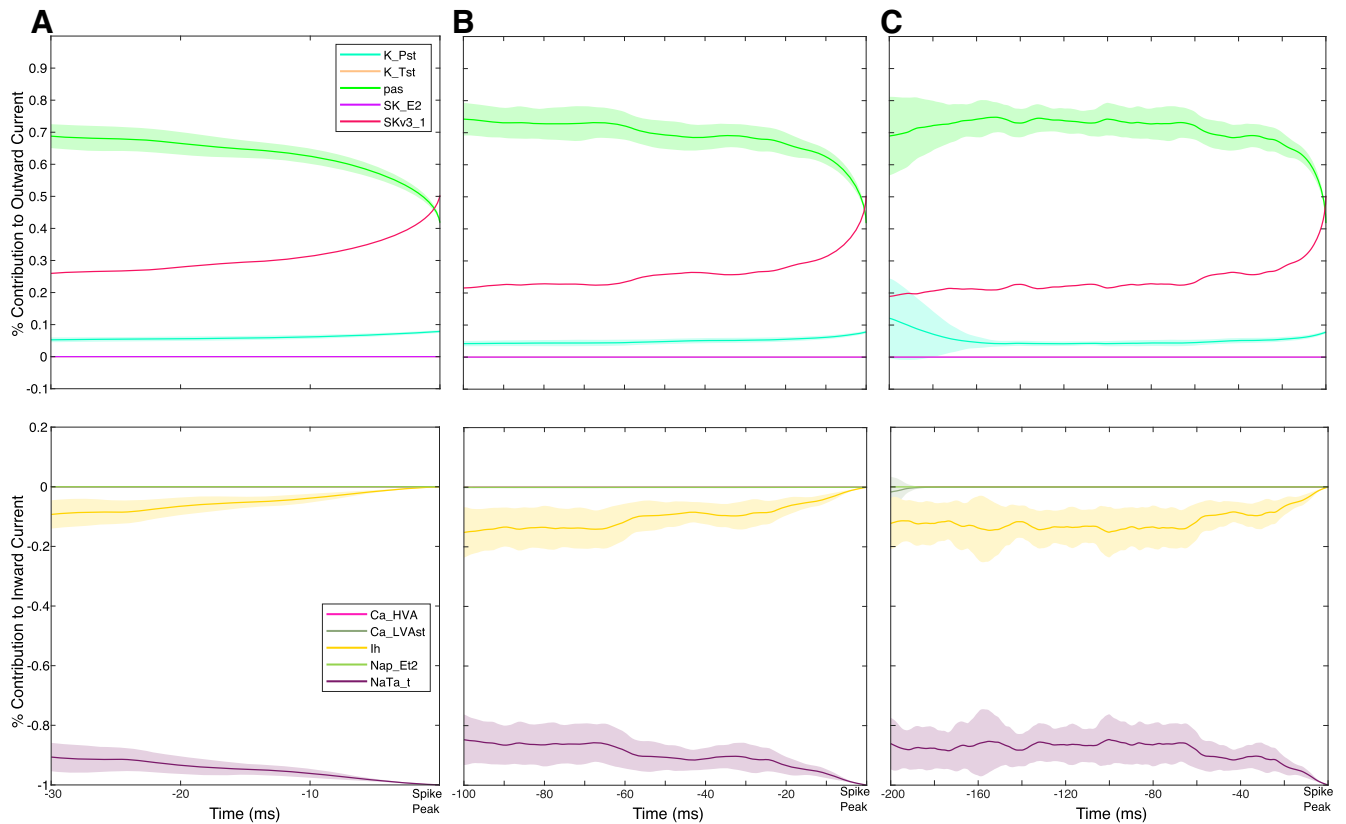 A
B
C
% Contribution to Outward Current
0.9
0.8
0.7
0.6
0.5
0.4
0.3
0.2
0.1
0
-0.1
K_Pst
K_Tst
pas
SK_E2
SKv3_1
% Contribution to Inward Current
0.2
0
-0.2
-0.4
-0.6
-0.8
-1
Ca_HVA
Ca_LVAst
Ih
Nap_Et2
NaTa_t
-30 -20 -10 Spike
Peak
Time (ms)
-100 -80 -60 -40 -20 Spike
Peak
Time (ms)
-200 -160 -120 -80 -40 Spike
Peak
Time (ms)